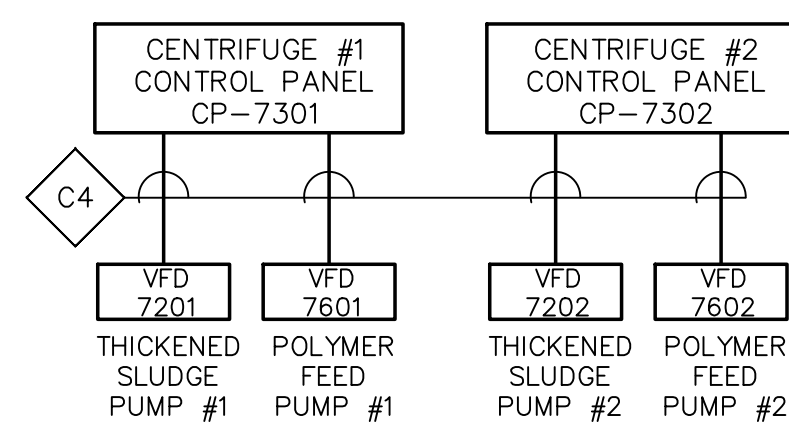 CENTRIFUGE #1
CONTROL PANEL
CP-7301
CENTRIFUGE #2
CONTROL PANEL
CP-7302
C4
VFD
7201
VFD
7601
VFD
7202
VFD
7602
THICKENED
SLUDGE
PUMP #1
POLYMER
FEED
PUMP #1
THICKENED
SLUDGE
PUMP #2
POLYMER
FEED
PUMP #2